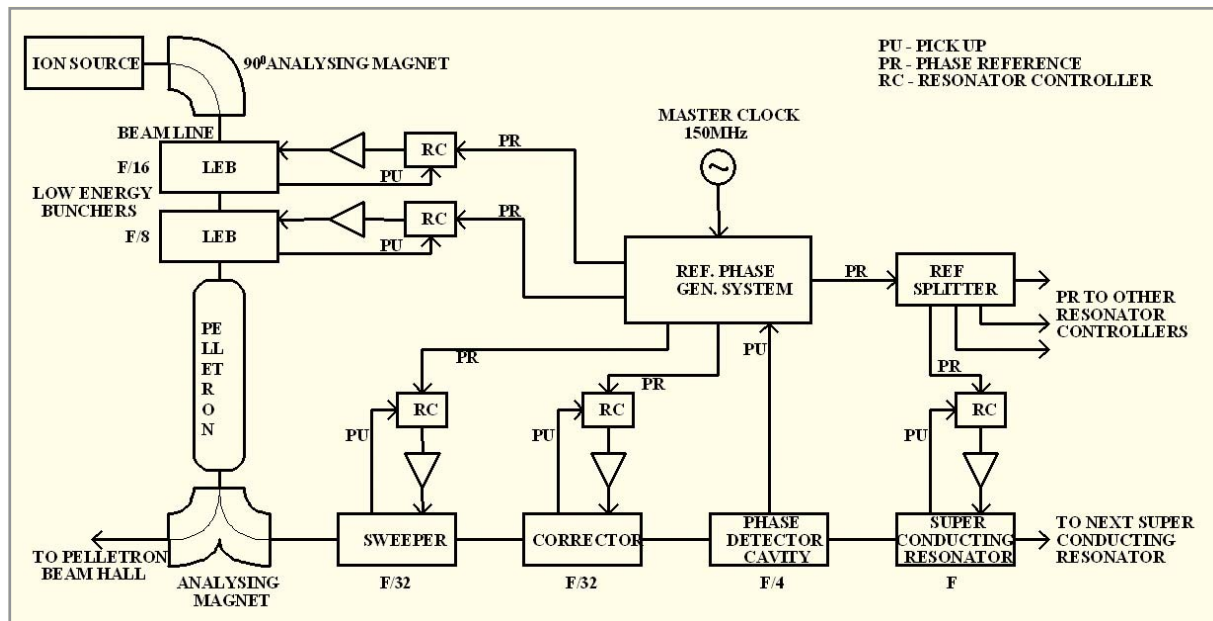 ION SOURCE
90⁰ANALYSING MAGNET
PU - PICK UP
PR - PHASE REFERENCE
RC - RESONATOR CONTROLLER
MASTER CLOCK
150MHz
BEAM LINE
F/16
LEB
RC
PR
PU
LOW ENERGY
BUNCHERS
F/8
LEB
RC
PR
PU
REF. PHASE
GEN. SYSTEM
PR
REF
SPLITTER
PR TO OTHER
RESONATOR
CONTROLLERS
PELLETRON
PR
PR
PU
PR
RC
RC
RC
PU
PU
PU
SWEEPER
CORRECTOR
PHASE
DETECTOR
CAVITY
SUPER
CONDUCTING
RESONATOR
TO NEXT SUPER
CONDUCTING
RESONATOR
TO PELLETRON
BEAM HALL
ANALYSING
MAGNET
F/32
F/32
F/4
F